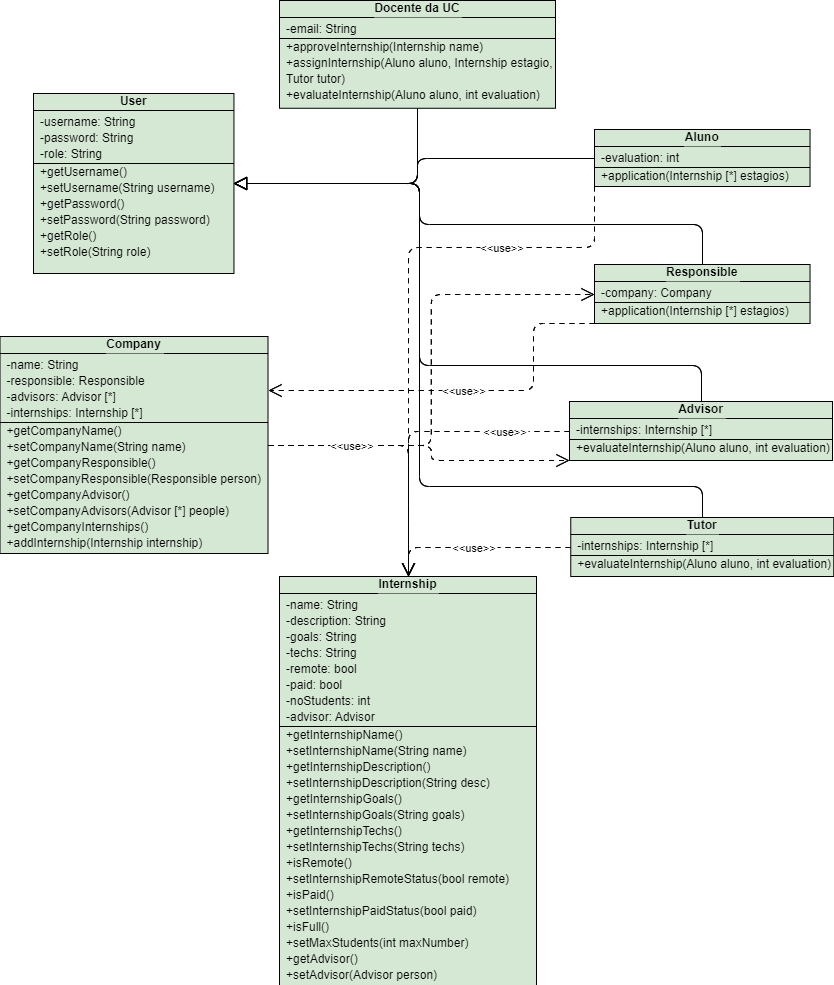 Docente da UC
-email: String
+approveInternship(Internship name)
+assignInternship(Aluno aluno, Internship estagio,
Tutor tutor)
+evaluateInternship(Aluno aluno, int evaluation)
User
-username: String
-password: String
-role: String
+getUsername()
+setUsername(String username)
+getPassword()
+setPassword(String password)
+getRole()
+setRole(String role)
Aluno
-evaluation: int
+application(Internship [*] estagios)
<<use>>
Responsible
-company: Company
+application(Internship [*] estagios)
Company
-name: String
-responsible: Responsible
-advisors: Advisor [*]
-internships: Internship [*]
+getCompanyName()
+setCompanyName(String name)
+getCompanyResponsible()
+setCompanyResponsible(Responsible person)
+getCompanyAdvisor()
+setCompanyAdvisors(Advisor [*] people)
+getCompanyInternships()
+addInternship(Internship internship)
<<use>>
<<use>>
<<use>>
Advisor
-internships: Internship [*]
+evaluateInternship(Aluno aluno, int evaluation)
Tutor
-internships: Internship [*]
+evaluateInternship(Aluno aluno, int evaluation)
<<use>>
Internship
-name: String
-description: String
-goals: String
-techs: String
-remote: bool
-paid: bool
-noStudents: int
-advisor: Advisor
+getInternshipName()
+setInternshipName(String name)
+getInternshipDescription()
+setInternshipDescription(String desc)
+getInternshipGoals()
+setInternshipGoals(String goals)
+getInternshipTechs()
+setInternshipTechs(String techs)
+isRemote()
+setInternshipRemoteStatus(bool remote)
+isPaid()
+setInternshipPaidStatus(bool paid)
+isFull()
+setMaxStudents(int maxNumber)
+getAdvisor()
+setAdvisor(Advisor person)